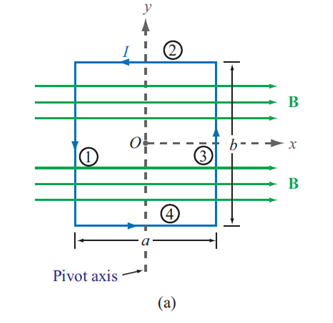 y
I ②
B
O b x
① ③
B
④
a
Pivot axis
(a)